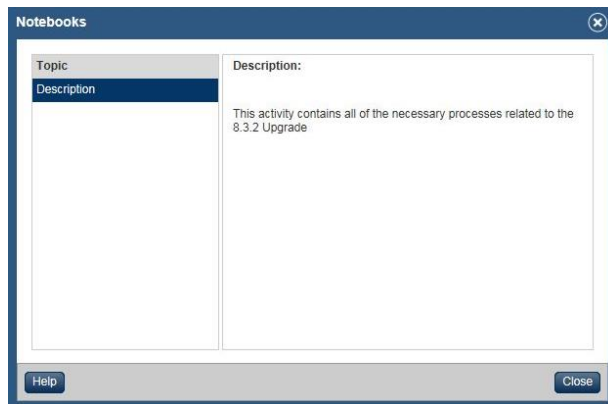 Notebooks
Topic
Description
Description:
This activity contains all of the necessary processes related to the
8.3.2 Upgrade
Help
Close